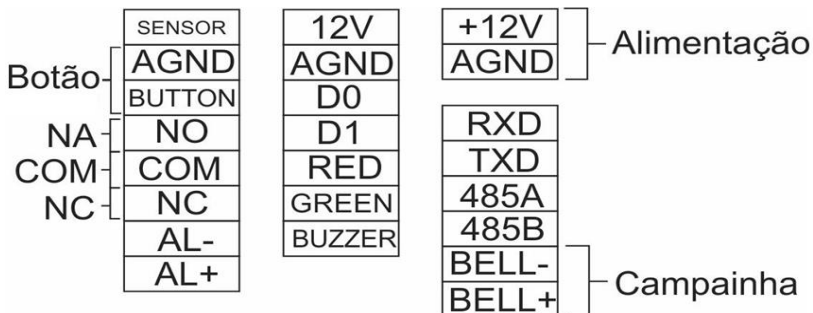 SENSOR
AGND
BUTTON
NO
COM
NC
AL-
AL+
Botão
NA
COM
NC
12V
AGND
D0
D1
RED
GREEN
BUZZER
+12V
AGND
Alimentação
RXD
TXD
485A
485B
BELL-
BELL+
Campainha